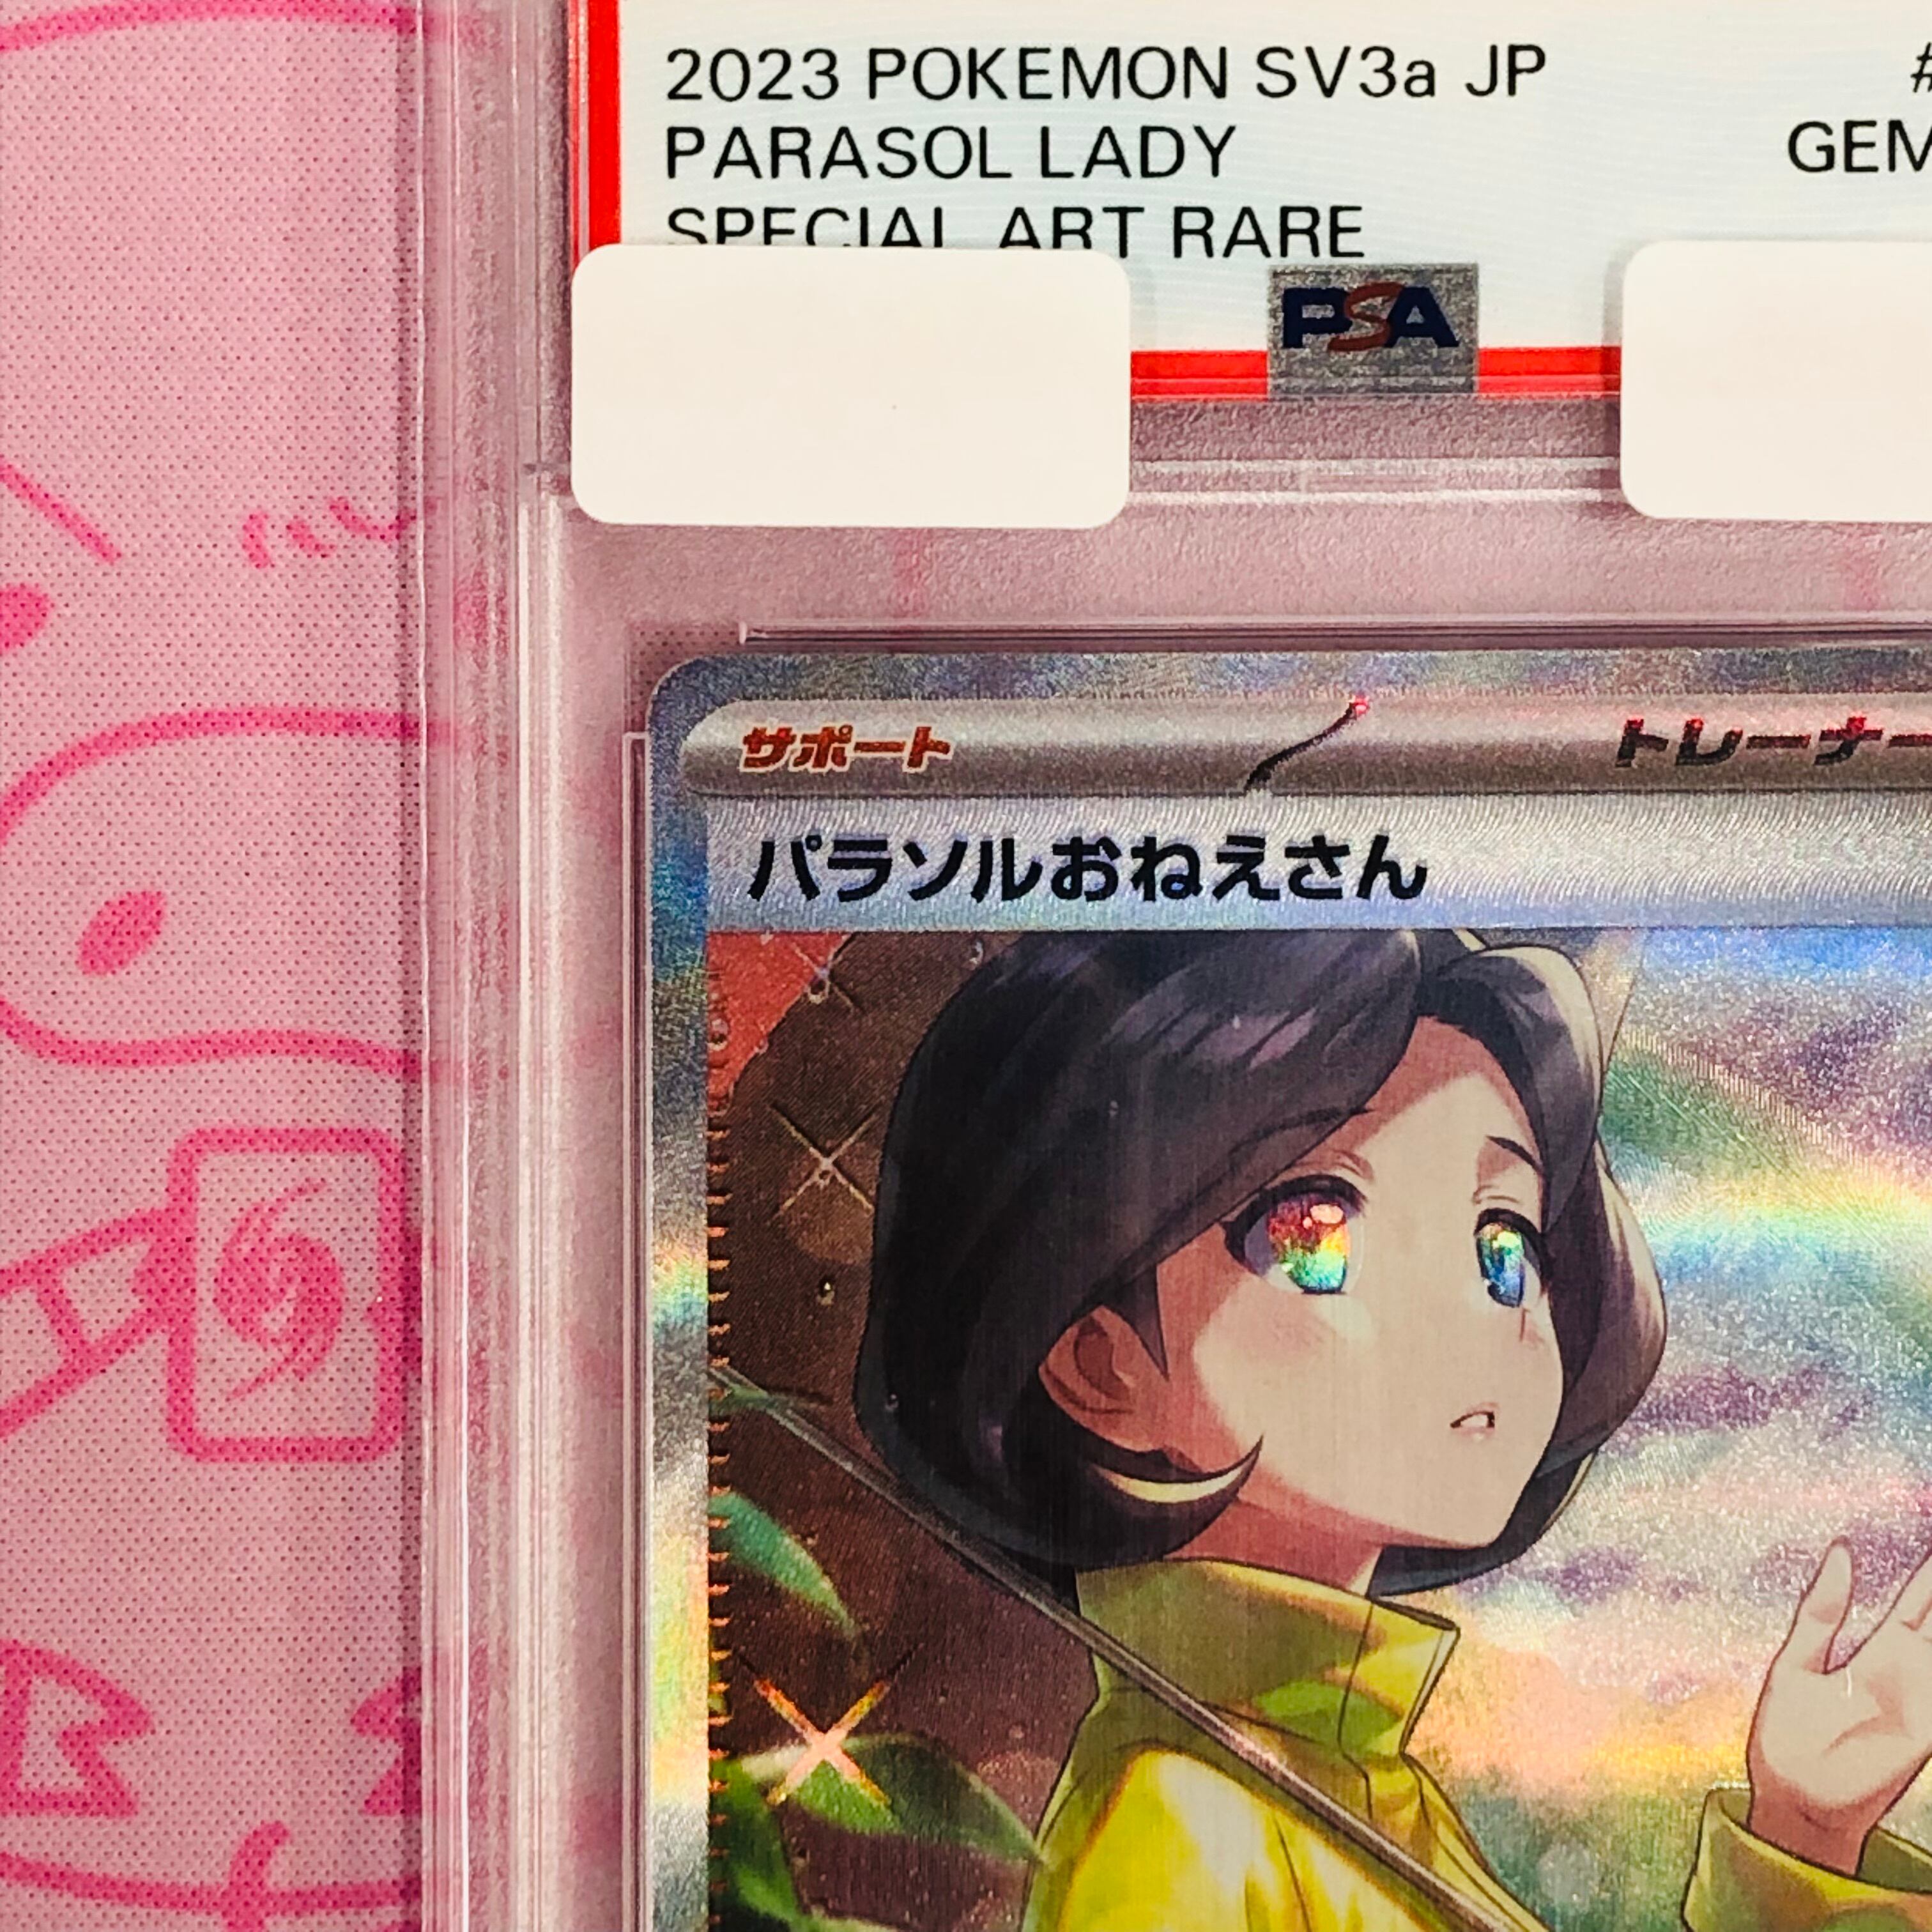 2023 POKEMON SV3a JP #
PARASOL LADY GEM
SPECIAL ART RARE
PSA
サポート トレーナー
パラソルおねえさん